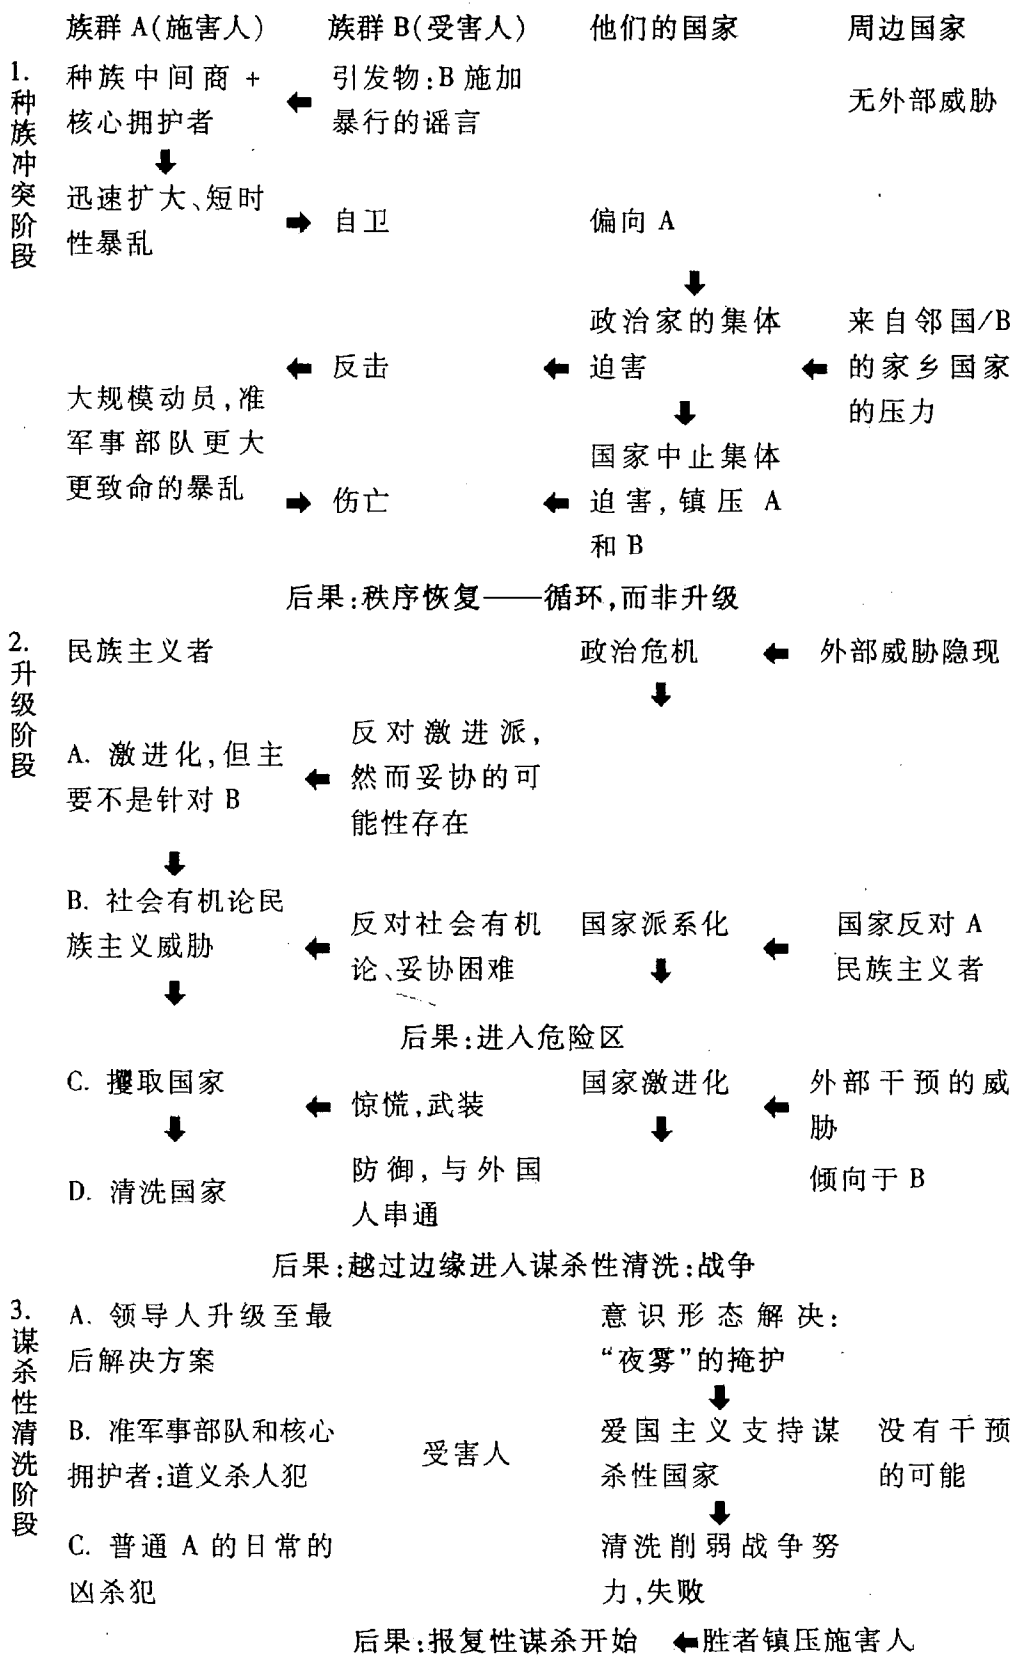 族群 A(施害人) 族群 B(受害人) 他们的国家 周边国家
1.种族冲突阶段
种族中间商 + 引发物:B 施加
无外部威胁
核心拥护者 暴行的谣言
迅速扩大、短时
自卫 偏向 A
性暴乱
政治家的集体 来自邻国/B
反击 迫害 的家乡国家
大规模动员,准 的压力
军事部队更大 国家中止集体
更致命的暴乱
伤亡 迫害,镇压 A
和 B
后果:秩序恢复——循环,而非升级
2.升级阶段
民族主义者 政治危机 外部威胁隐现
反对激进派,
A. 激进化,但主 然而妥协的可
要不是针对 B 能性存在
B. 社会有机论民
反对社会有机 国家派系化 国家反对 A
族主义威胁
论、妥协困难 民族主义者
后果:进入危险区
C. 攫取国家 国家激进化 外部干预的威
惊慌,武装 胁
防御,与外国 倾向于 B
D. 清洗国家
人串通
后果:越过边缘进入谋杀性清洗:战争
3.谋杀性清洗阶段
A. 领导人升级至最 意识形态解决:
后解决方案 “夜雾”的掩护
B. 准军事部队和核心 爱国主义支持谋 没有干预
受害人
拥护者:道义杀人犯 杀性国家 的可能
C. 普通 A 的日常的 清洗削弱战争努
凶杀犯 力,失败
后果:报复性谋杀开始 胜者镇压施害人